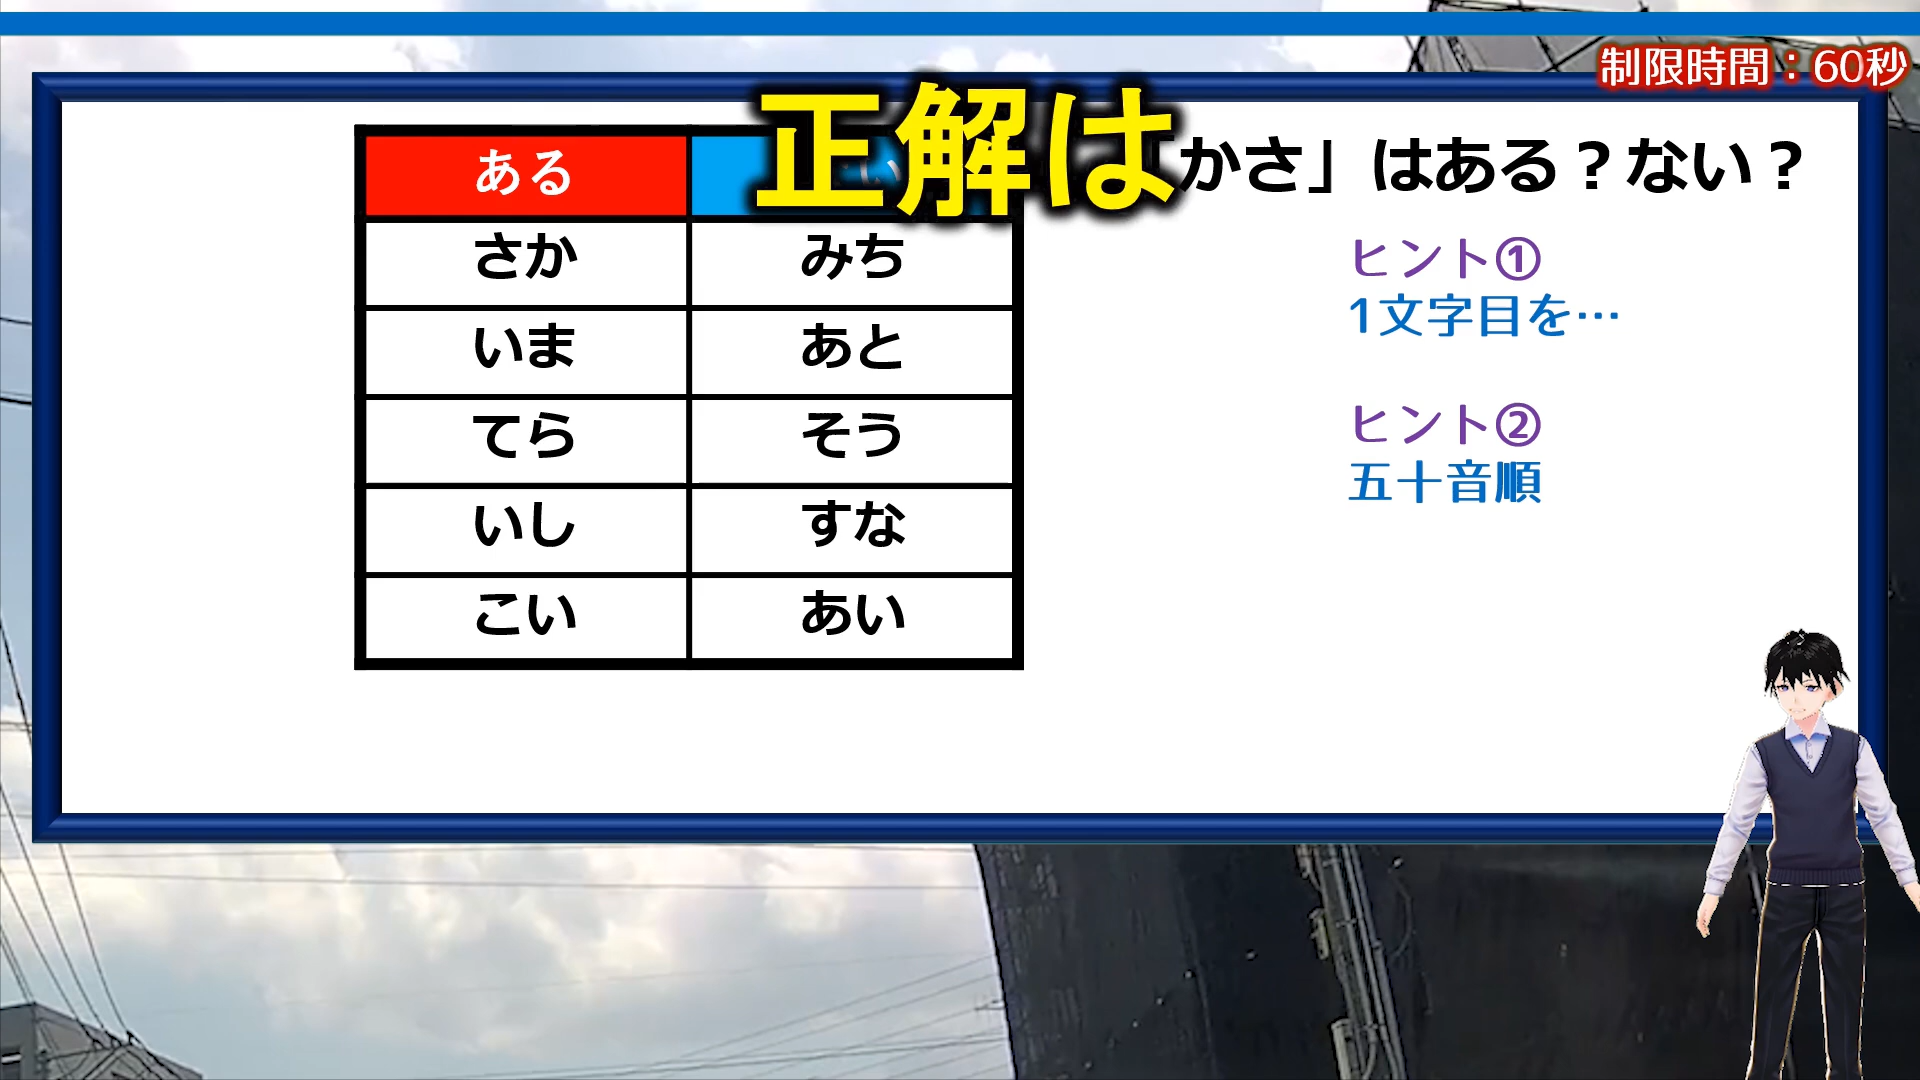 制限時間：60秒
正解は
かさ」はある？ない？
ある
さか みち
いま あと
てら そう
いし すな
こい あい
ヒント①
1文字目を…
ヒント②
五十音順